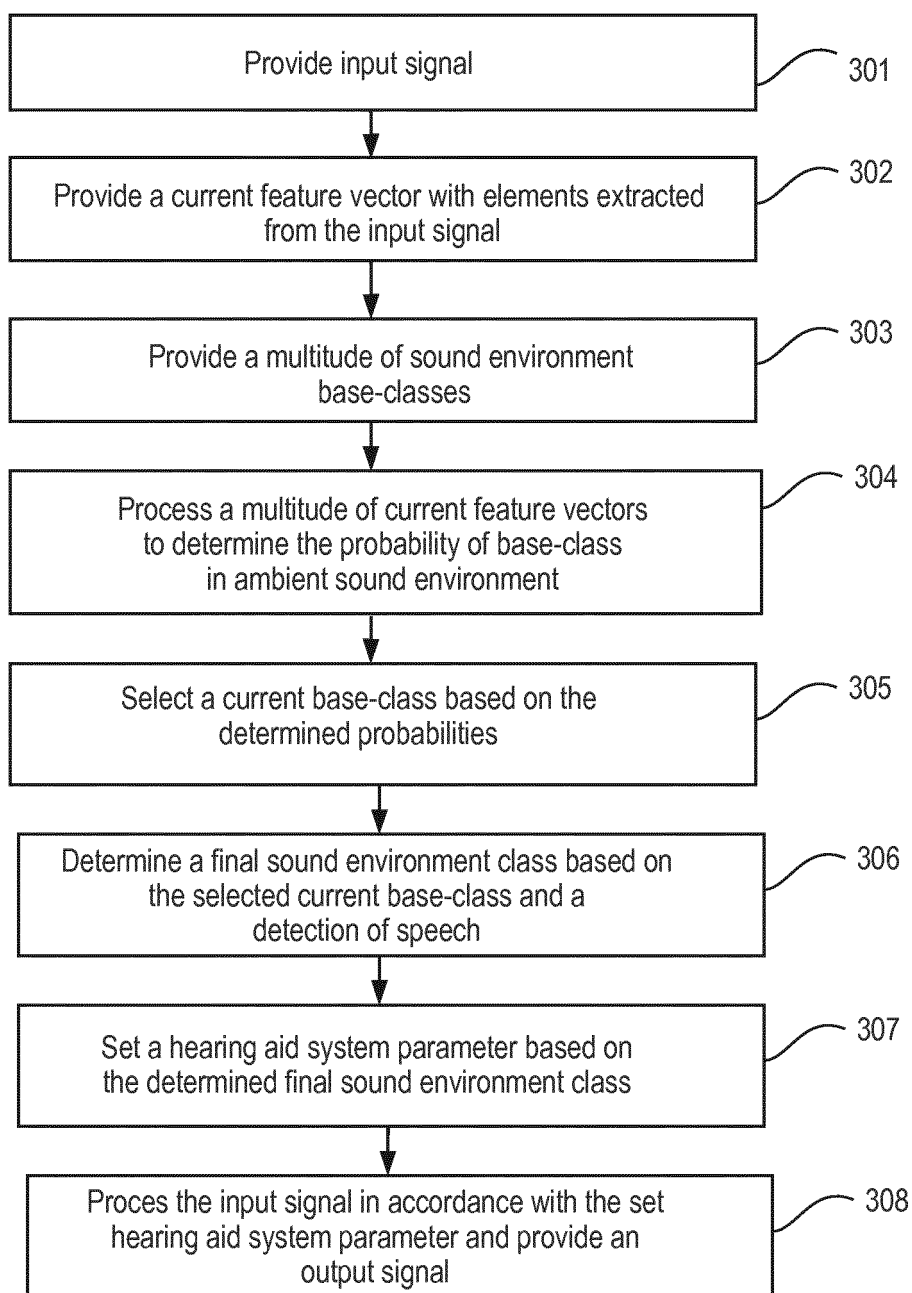 Provide input signal
301
Provide a current feature vector with elements extracted
from the input signal
302
Provide a multitude of sound environment
base-classes
303
Process a multitude of current feature vectors
to determine the probability of base-class
in ambient sound environment
304
Select a current base-class based on the
determined probabilities
305
Determine a final sound environment class based on
the selected current base-class and a
detection of speech
306
Set a hearing aid system parameter based on
the determined final sound environment class
307
Proces the input signal in accordance with the set
hearing aid system parameter and provide an
output signal
308